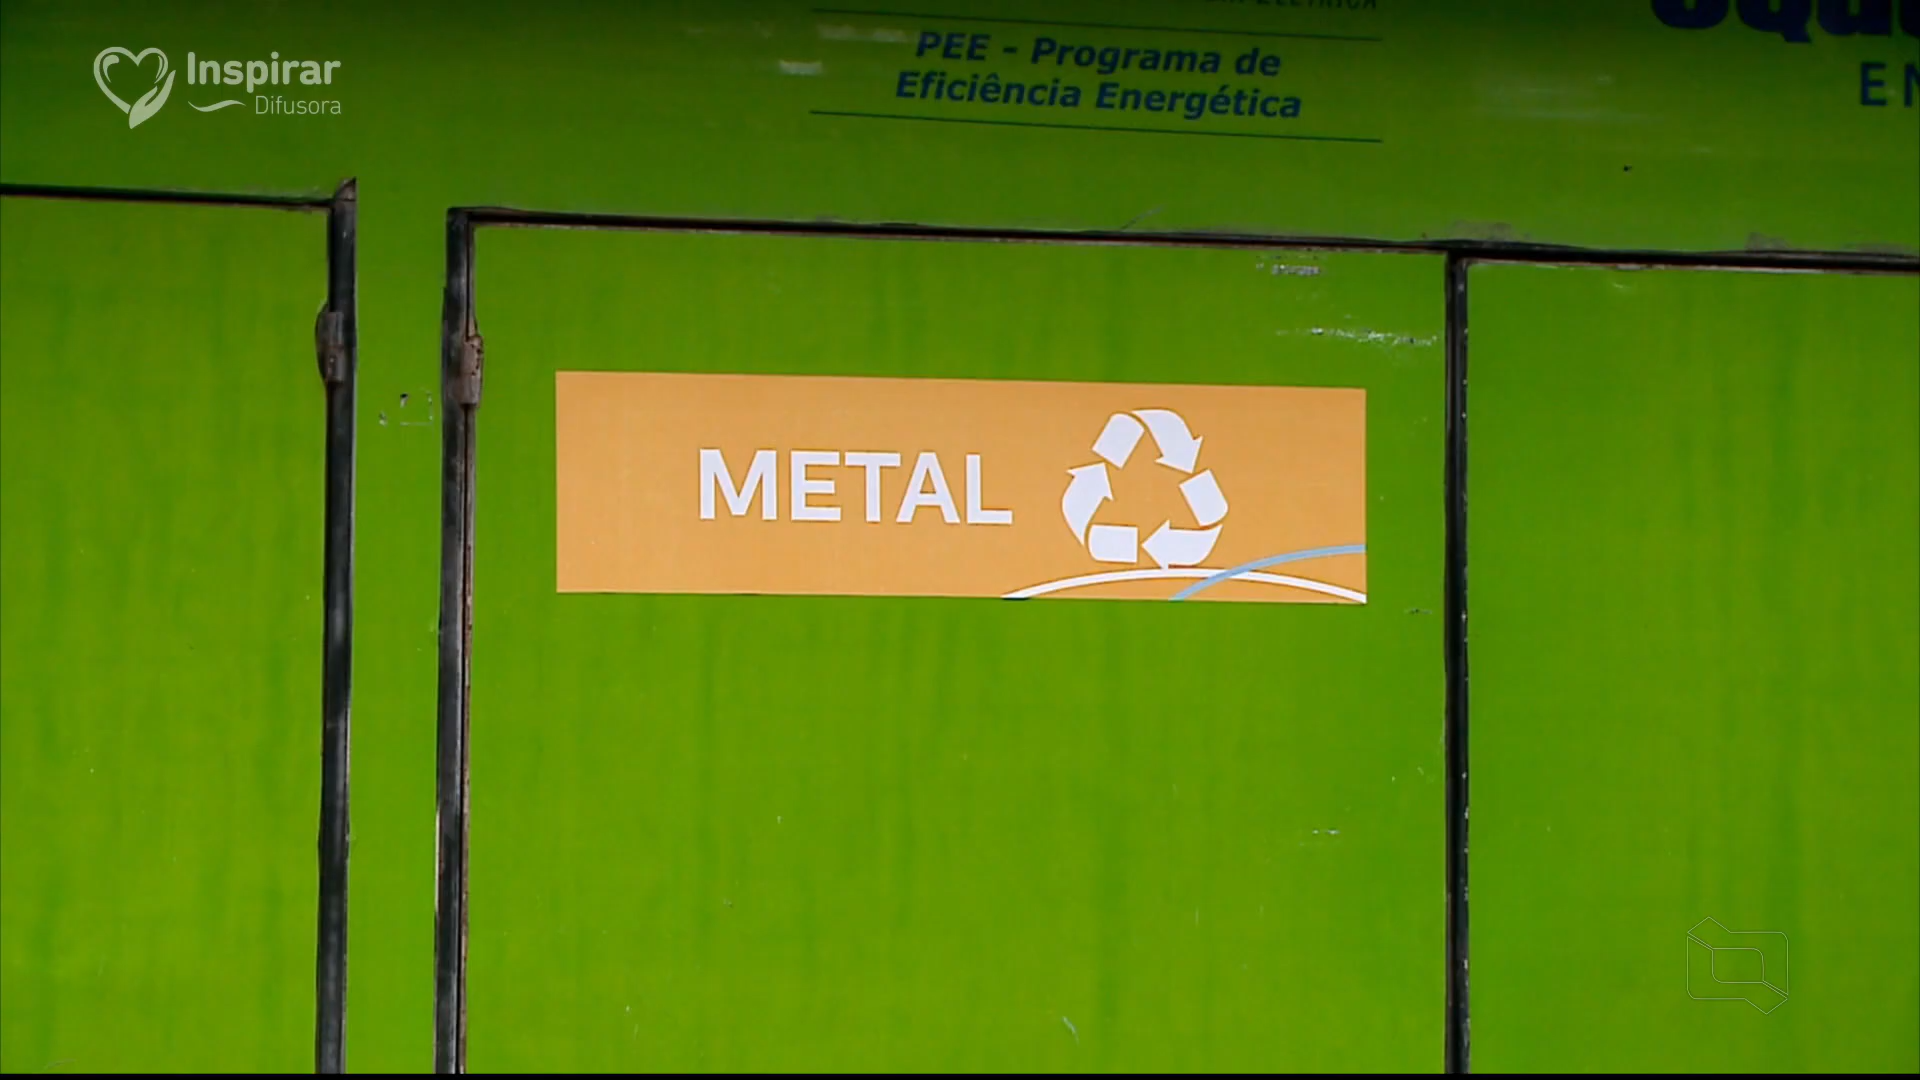 Inspirar
Difusora
PEE - Programa de
Eficiência Energética
METAL